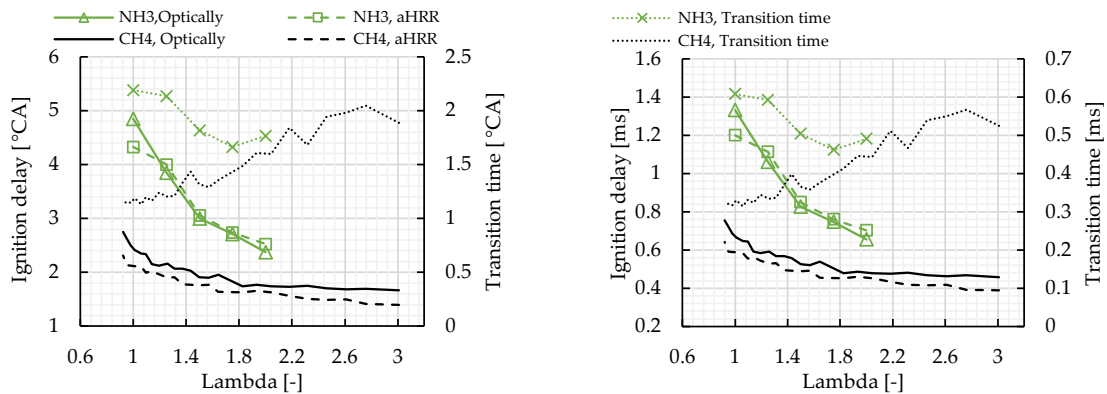 NH3,Optically
NH3, aHRR
CH4, Optically
CH4, aHRR
NH3, Transition time
CH4, Transition time
Ignition delay [°CA]
6
5
4
3
2
1
2.5
2
1.5
1
0.5
0
Transition time [°CA]
0.6 1 1.4 1.8 2.2 2.6 3
Lambda [-]
Ignition delay [ms]
1.6
1.4
1.2
1.0
0.8
0.6
0.4
0.2
0.7
0.6
0.5
0.4
0.3
0.2
0.1
0
Transition time [ms]
0.6 1 1.4 1.8 2.2 2.6 3
Lambda [-]